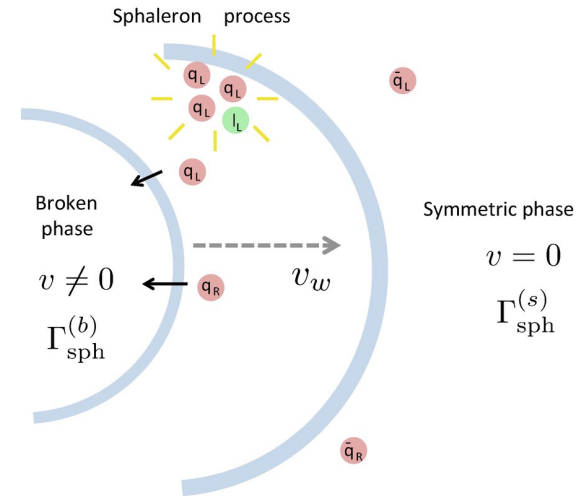 Sphaleron process
q_L
q_L
q_L
l_L
q̄_L
q_L
Broken
phase
v ≠ 0
Γ_sph^(b)
q_R
v_w
Symmetric phase
v = 0
Γ_sph^(s)
q̄_R